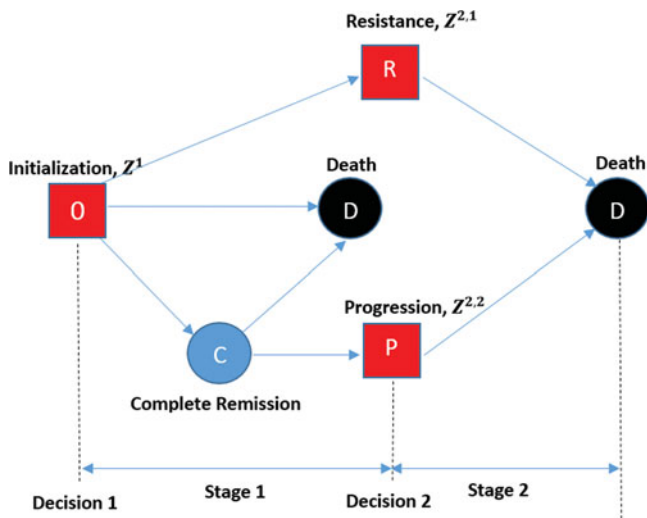 Resistance, Z^{2,1}
R
Initialization, Z^1
Death
Death
O
D
D
Progression, Z^{2,2}
C
P
Complete Remission
Stage 1
Stage 2
Decision 1
Decision 2